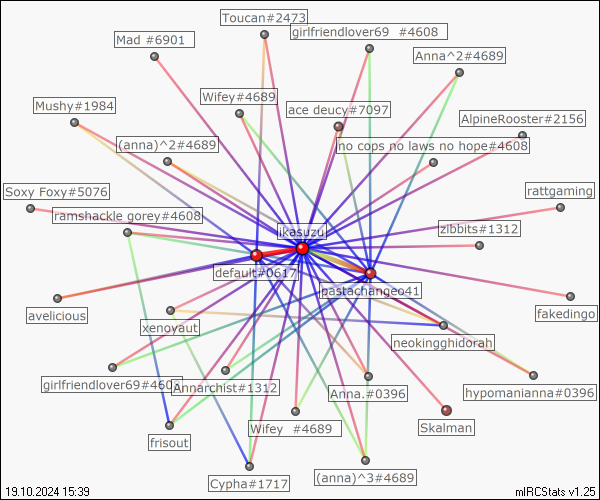 Toucan#2473
girlfriendlover69  #4608
Mad #6901
Anna^2#4689
Wifey#4689
Mushy#1984
ace deucy#7097
AlpineRooster#2156
(anna)^2#4689
no cops no laws no hope#4608
Soxy Foxy#5076
rattgaming
ramshackle gorey#4608
ikasuzu
zlbbits#1312
default#0617
pastachangeo41
avelicious
fakedingo
xenoyaut
neokingghidorah
girlfriendlover69#4608
Annarchist#1312
Anna.#0396
hypomanianna#0396
Wifey  #4689
Skalman
frisout
(anna)^3#4689
Cypha#1717
19.10.2024 15:39
mIRCStats v1.25